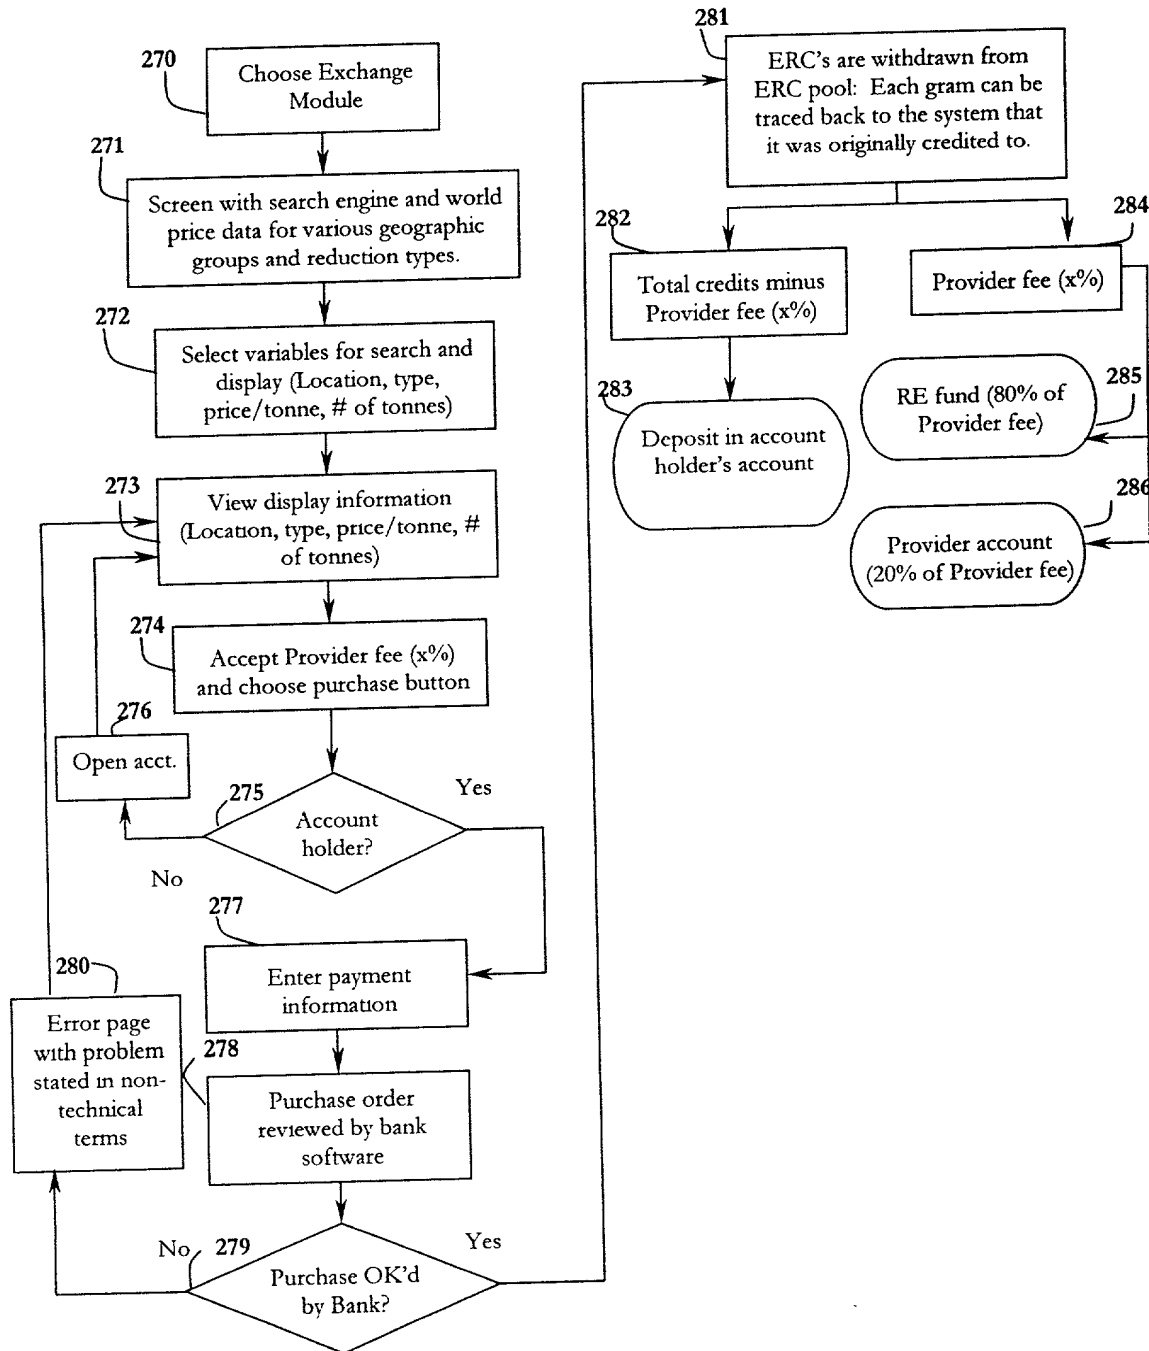 270
Choose Exchange
Module
271
Screen with search engine and world
price data for various geographic
groups and reduction types.
272
Select variables for search and
display (Location, type,
price/tonne, # of tonnes)
273
View display information
(Location, type, price/tonne, #
of tonnes)
274
Accept Provider fee (x%)
and choose purchase button
276
Open acct.
275
Account
holder?
Yes
No
277
Enter payment
information
280
Error page
with problem
stated in non-
technical
terms
278
Purchase order
reviewed by bank
software
No
279
Purchase OK'd
by Bank?
Yes
281
ERC's are withdrawn from
ERC pool: Each gram can be
traced back to the system that
it was originally credited to.
282
Total credits minus
Provider fee (x%)
284
Provider fee (x%)
283
Deposit in account
holder's account
285
RE fund (80% of
Provider fee)
286
Provider account
(20% of Provider fee)